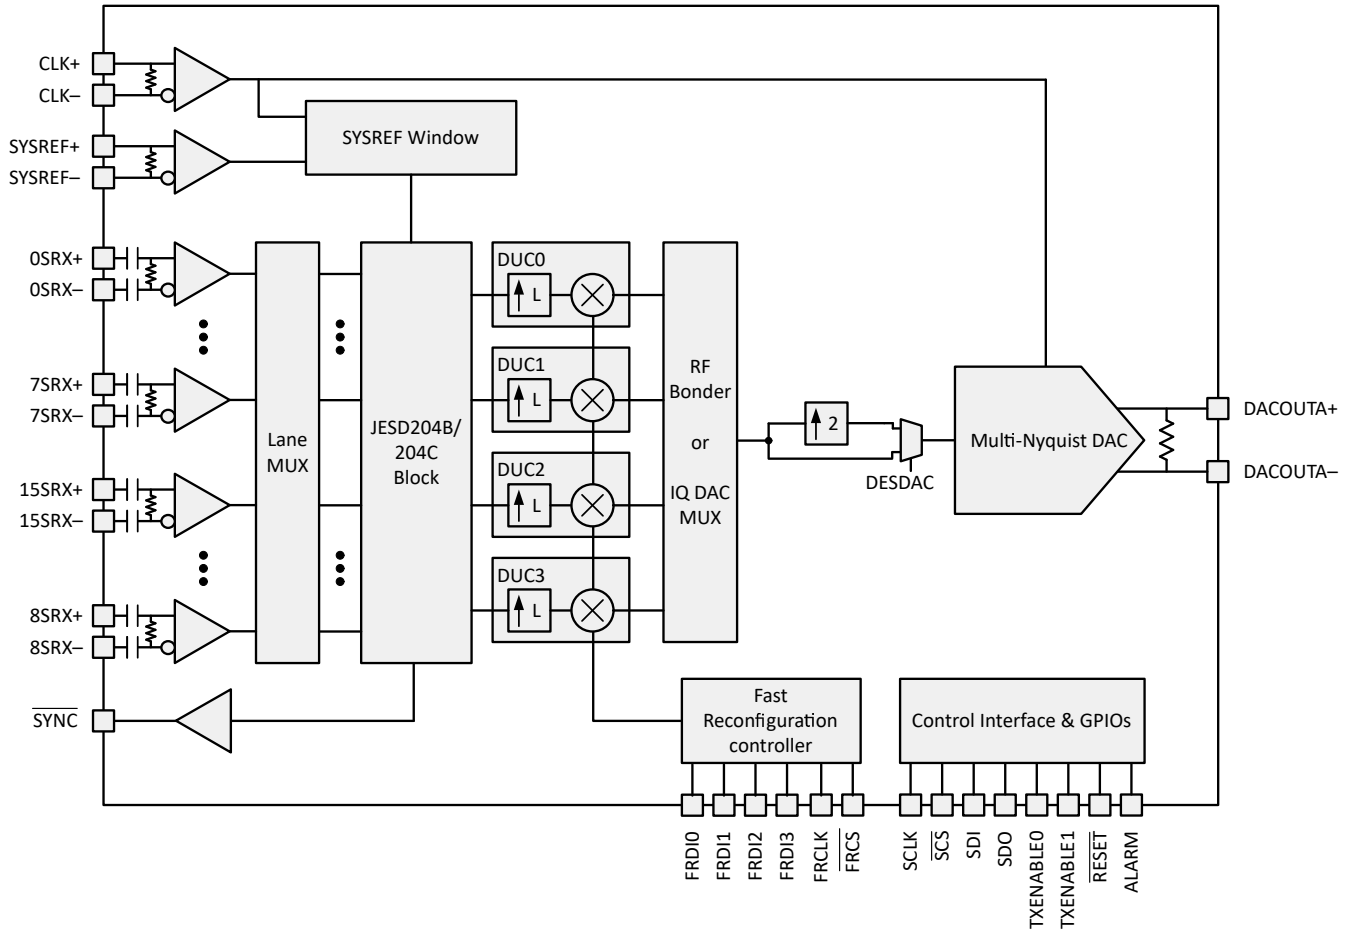 CLK+
CLK–
SYSREF+
SYSREF–
SYSREF Window
0SRX+
0SRX–
7SRX+
7SRX–
15SRX+
15SRX–
8SRX+
8SRX–
SYNC
Lane
MUX
JESD204B/
204C
Block
DUC0
L
DUC1
L
DUC2
L
DUC3
L
RF
Bonder
or
IQ DAC
MUX
2
DESDAC
Multi-Nyquist DAC
DACOUTA+
DACOUTA–
Fast
Reconfiguration
controller
Control Interface & GPIOs
FRDI0
FRDI1
FRDI2
FRDI3
FRCLK
FRCS
SCLK
SCS
SDI
SDO
TXENABLE0
TXENABLE1
RESET
ALARM